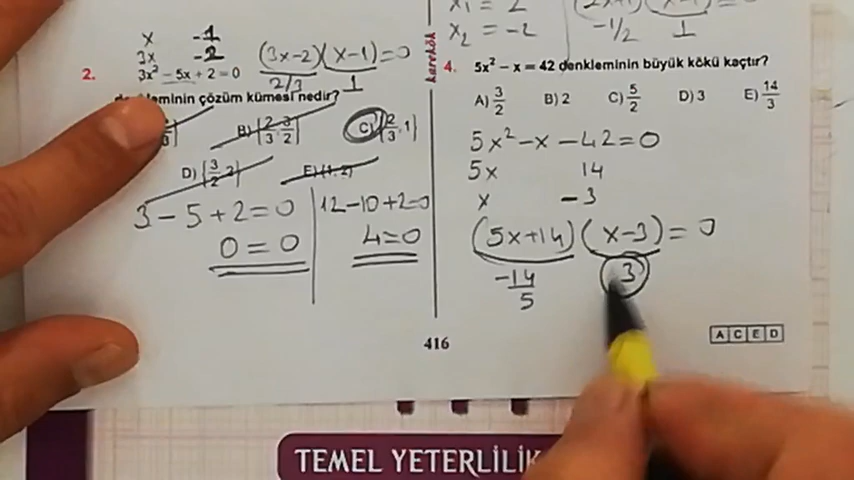 x -1
3x -2
2. 3x² – 5x + 2 = 0
(3x-2)(x-1)=0
2/3 1
eminin çözüm kümesi nedir?
B) {2/3, 3/2}
C) {2/3, 1}
D) {3/2, 2}
E) {1, 2}
3-5+2=0
0=0
12-10+2=0
4=0
karekök
x₁ = 2
x₂ = -2
-1/2 1
4. 5x² – x = 42 denkleminin büyük kökü kaçtır?
A) 3/2 B) 2 C) 5/2 D) 3 E) 14/3
5x²-x-42=0
5x 14
x -3
(5x+14)(x-3)=0
-14/5 3
416
A C E D
TEMEL YETERLİLİK